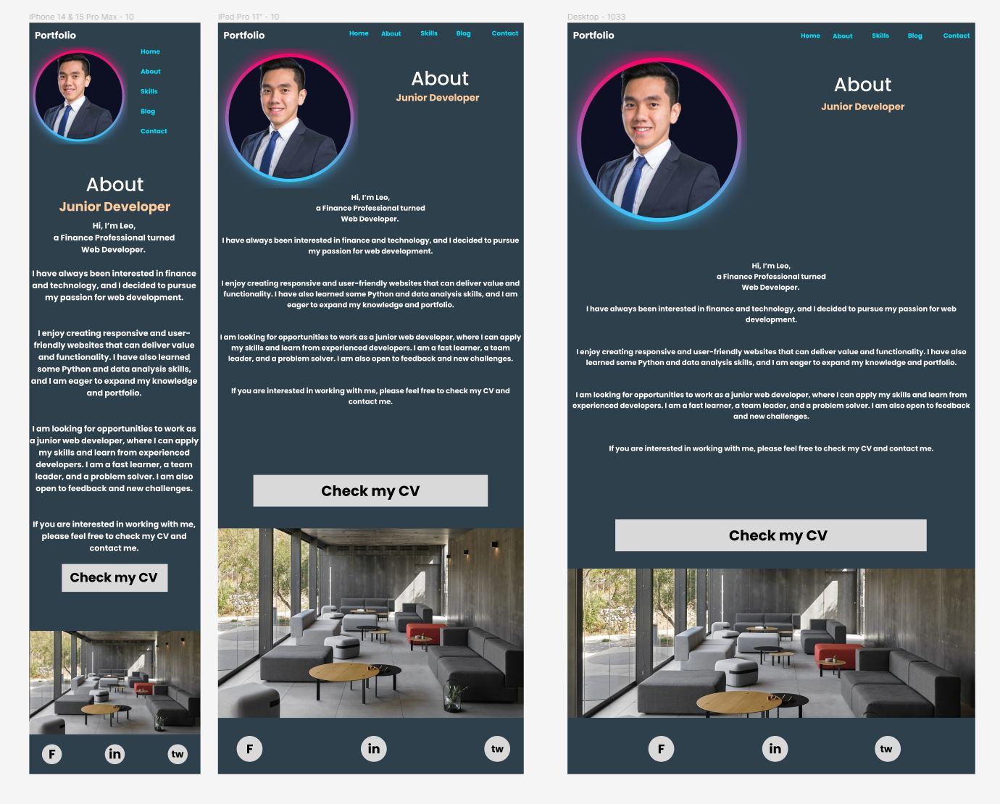 iPhone 14 & 15 Pro Max - 10
Portfolio
Home
About
Skills
Blog
Contact
About
Junior Developer
Hi, I’m Leo,
a Finance Professional turned
Web Developer.
I have always been interested in finance
and technology, and I decided to pursue
my passion for web development.
I enjoy creating responsive and user-
friendly websites that can deliver value
and functionality. I have also learned
some Python and data analysis skills,
and I am eager to expand my knowledge
and portfolio.
I am looking for opportunities to work as
a junior web developer, where I can apply
my skills and learn from experienced
developers. I am a fast learner, a team
leader, and a problem solver. I am also
open to feedback and new challenges.
If you are interested in working with me,
please feel free to check my CV and
contact me.
Check my CV
F in tw
iPad Pro 11" - 10
Portfolio
Home About Skills Blog Contact
About
Junior Developer
Hi, I’m Leo,
a Finance Professional turned
Web Developer.
I have always been interested in finance and technology, and I decided to pursue
my passion for web development.
I enjoy creating responsive and user-friendly websites that can deliver value and
functionality. I have also learned some Python and data analysis skills, and I am
eager to expand my knowledge and portfolio.
I am looking for opportunities to work as a junior web developer, where I can apply
my skills and learn from experienced developers. I am a fast learner, a team
leader, and a problem solver. I am also open to feedback and new challenges.
If you are interested in working with me, please feel free to check my CV and
contact me.
Check my CV
F in tw
Desktop - 1033
Portfolio
Home About Skills Blog Contact
About
Junior Developer
Hi, I’m Leo,
a Finance Professional turned
Web Developer.
I have always been interested in finance and technology, and I decided to pursue my passion for web
development.
I enjoy creating responsive and user-friendly websites that can deliver value and functionality. I have also
learned some Python and data analysis skills, and I am eager to expand my knowledge and portfolio.
I am looking for opportunities to work as a junior web developer, where I can apply my skills and learn from
experienced developers. I am a fast learner, a team leader, and a problem solver. I am also open to feedback
and new challenges.
If you are interested in working with me, please feel free to check my CV and contact me.
Check my CV
F in tw